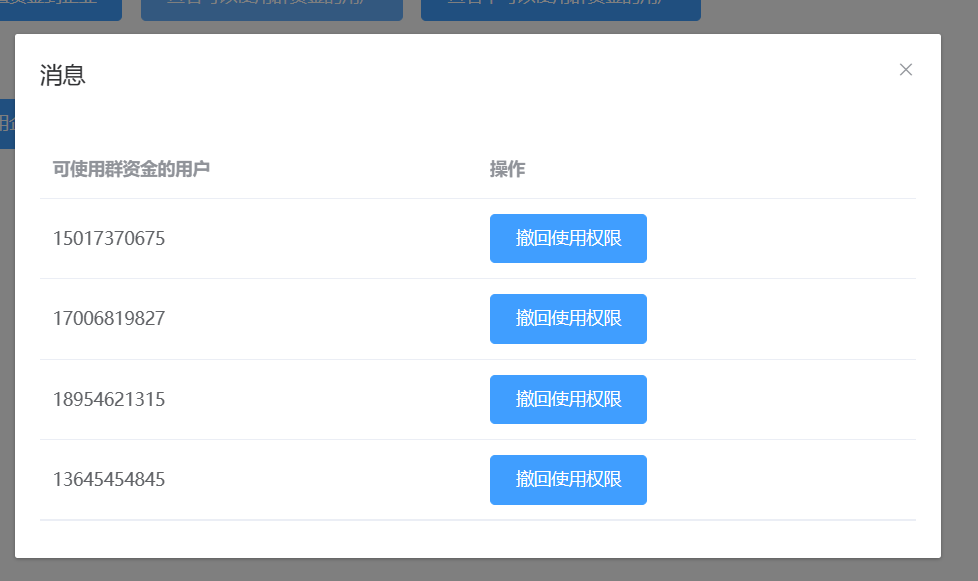 消息
可使用群资金的用户 操作
15017370675 撤回使用权限
17006819827 撤回使用权限
18954621315 撤回使用权限
13645454845 撤回使用权限